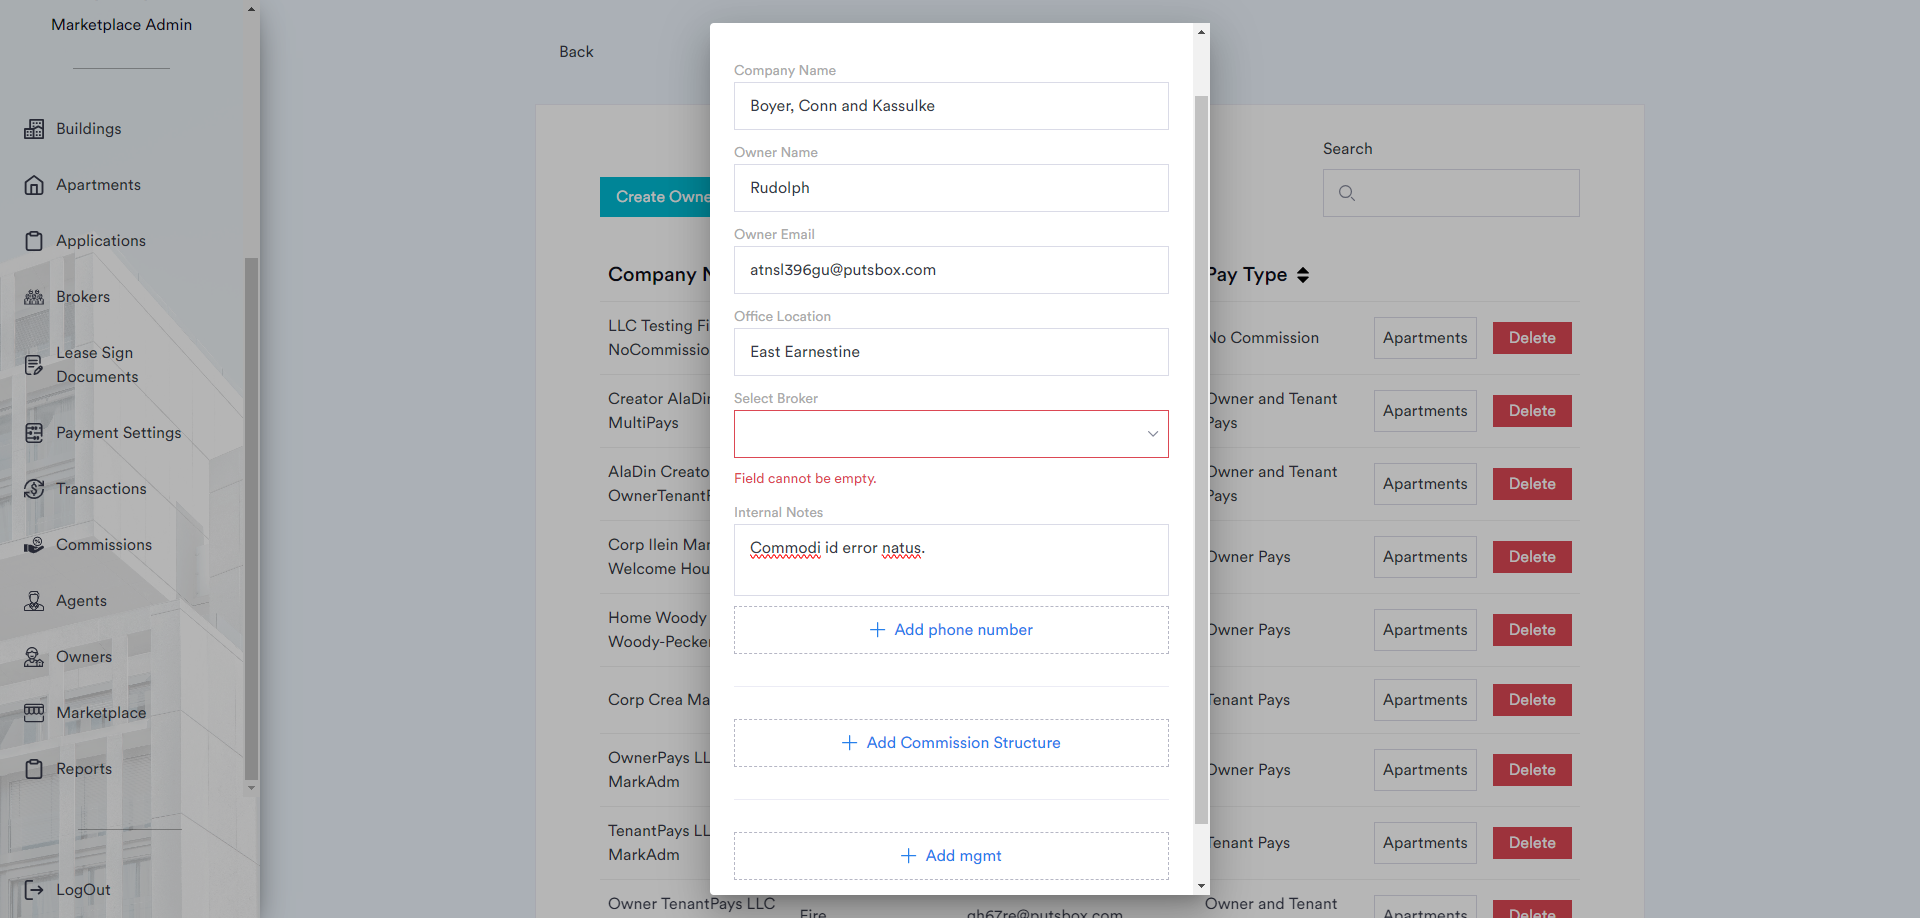 Marketplace Admin
Buildings
Apartments
Applications
Brokers
Lease Sign
Documents
Payment Settings
Transactions
Commissions
Agents
Owners
Marketplace
Reports
LogOut
Back
Create Owne
Search
Company N
Pay Type
LLC Testing Fi
NoCommissio
No Commission
Apartments
Delete
Creator AlaDin
MultiPays
Owner and Tenant
Pays
Apartments
Delete
AlaDin Creato
OwnerTenantP
Owner and Tenant
Pays
Apartments
Delete
Corp Ilein Mar
Welcome Hou
Owner Pays
Apartments
Delete
Home Woody
Woody-Pecker
Owner Pays
Apartments
Delete
Corp Crea Ma
Tenant Pays
Apartments
Delete
OwnerPays LL
MarkAdm
Owner Pays
Apartments
Delete
TenantPays LL
MarkAdm
Tenant Pays
Apartments
Delete
Owner TenantPays LLC
Fire
gh67re@putsbox.com
Owner and Tenant
Apartments
Delete
Company Name
Boyer, Conn and Kassulke
Owner Name
Rudolph
Owner Email
atnsl396gu@putsbox.com
Office Location
East Earnestine
Select Broker
Field cannot be empty.
Internal Notes
Commodi id error natus.
Add phone number
Add Commission Structure
Add mgmt